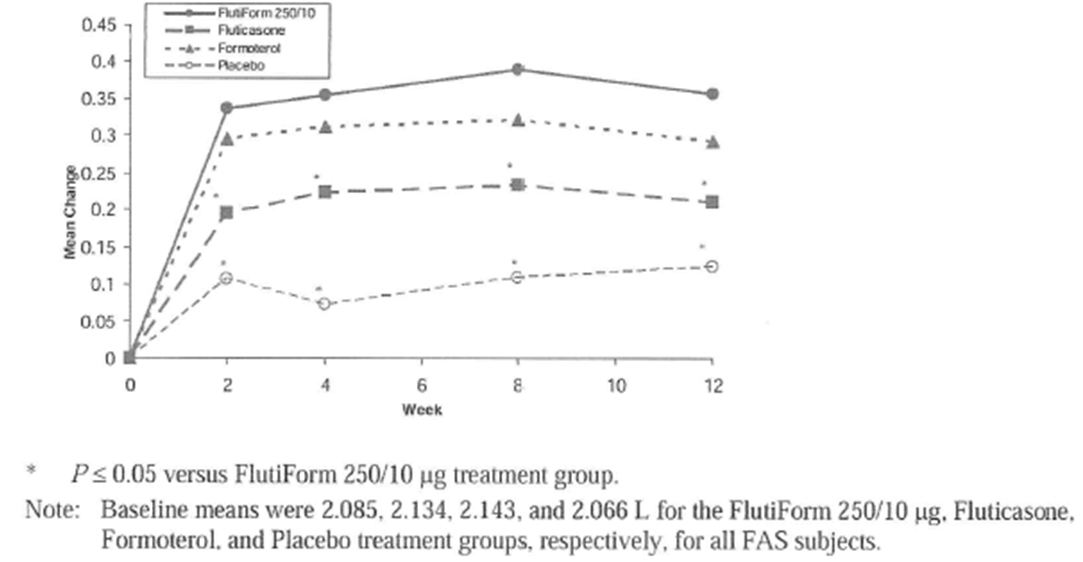 FlutiForm 250/10
Fluticasone
Formoterol
Placebo
0.45
0.4
0.35
0.3
0.25
0.2
0.15
0.1
0.05
0
Mean Change
0 2 4 6 8 10 12
Week
* P ≤ 0.05 versus FlutiForm 250/10 μg treatment group.
Note: Baseline means were 2.085, 2.134, 2.143, and 2.066 L for the FlutiForm 250/10 μg, Fluticasone,
Formoterol, and Placebo treatment groups, respectively, for all FAS subjects.